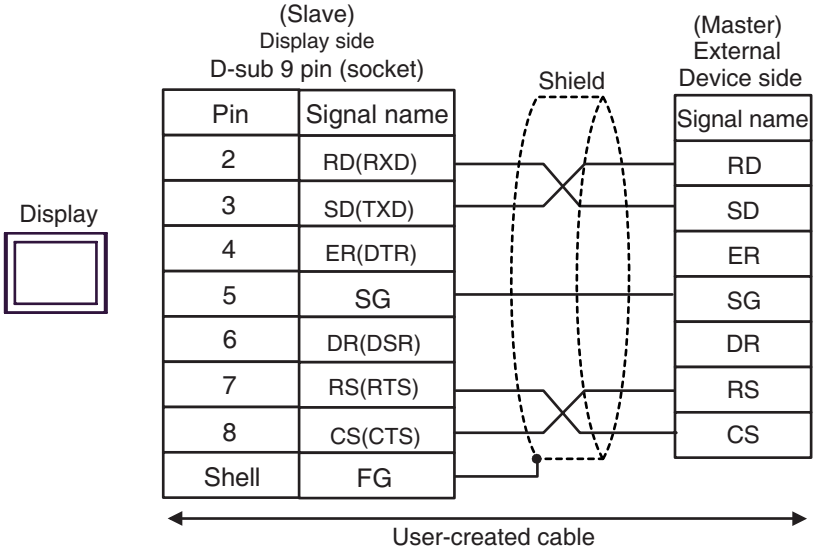 (Slave)
Display side
D-sub 9 pin (socket)
(Master)
External
Device side
Shield
Pin Signal name
Signal name
2 RD(RXD) RD
3 SD(TXD) SD
Display
4 ER(DTR) ER
5 SG SG
6 DR(DSR) DR
7 RS(RTS) RS
8 CS(CTS) CS
Shell FG
User-created cable